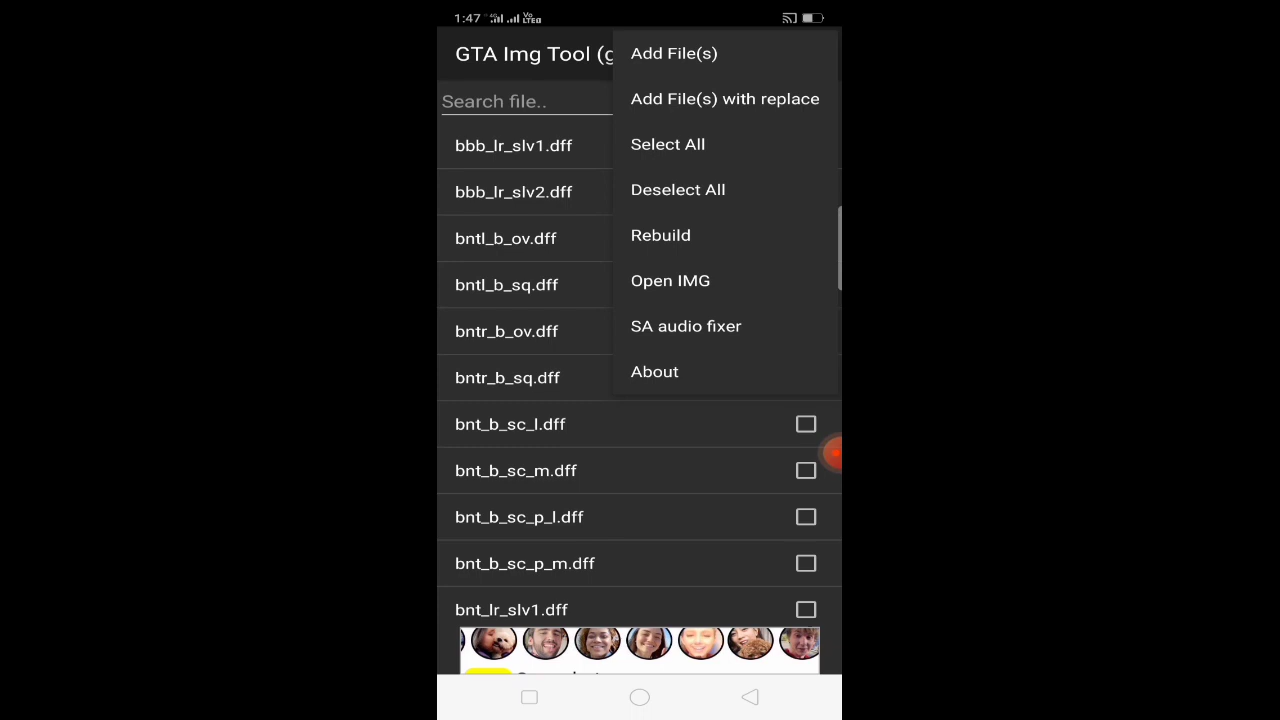 1:47
GTA Img Tool (g
Add File(s)
Search file..
Add File(s) with replace
bbb_lr_slv1.dff
Select All
bbb_lr_slv2.dff
Deselect All
bntl_b_ov.dff
Rebuild
bntl_b_sq.dff
Open IMG
bntr_b_ov.dff
SA audio fixer
bntr_b_sq.dff
About
bnt_b_sc_l.dff
bnt_b_sc_m.dff
bnt_b_sc_p_l.dff
bnt_b_sc_p_m.dff
bnt_lr_slv1.dff